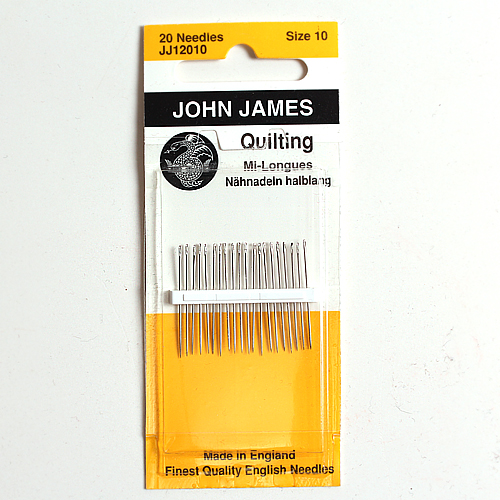 20 Needles Size 10
JJ12010
JOHN JAMES
Quilting
Mi-Longues
Nähnadeln halblang
Made in England
Finest Quality English Needles